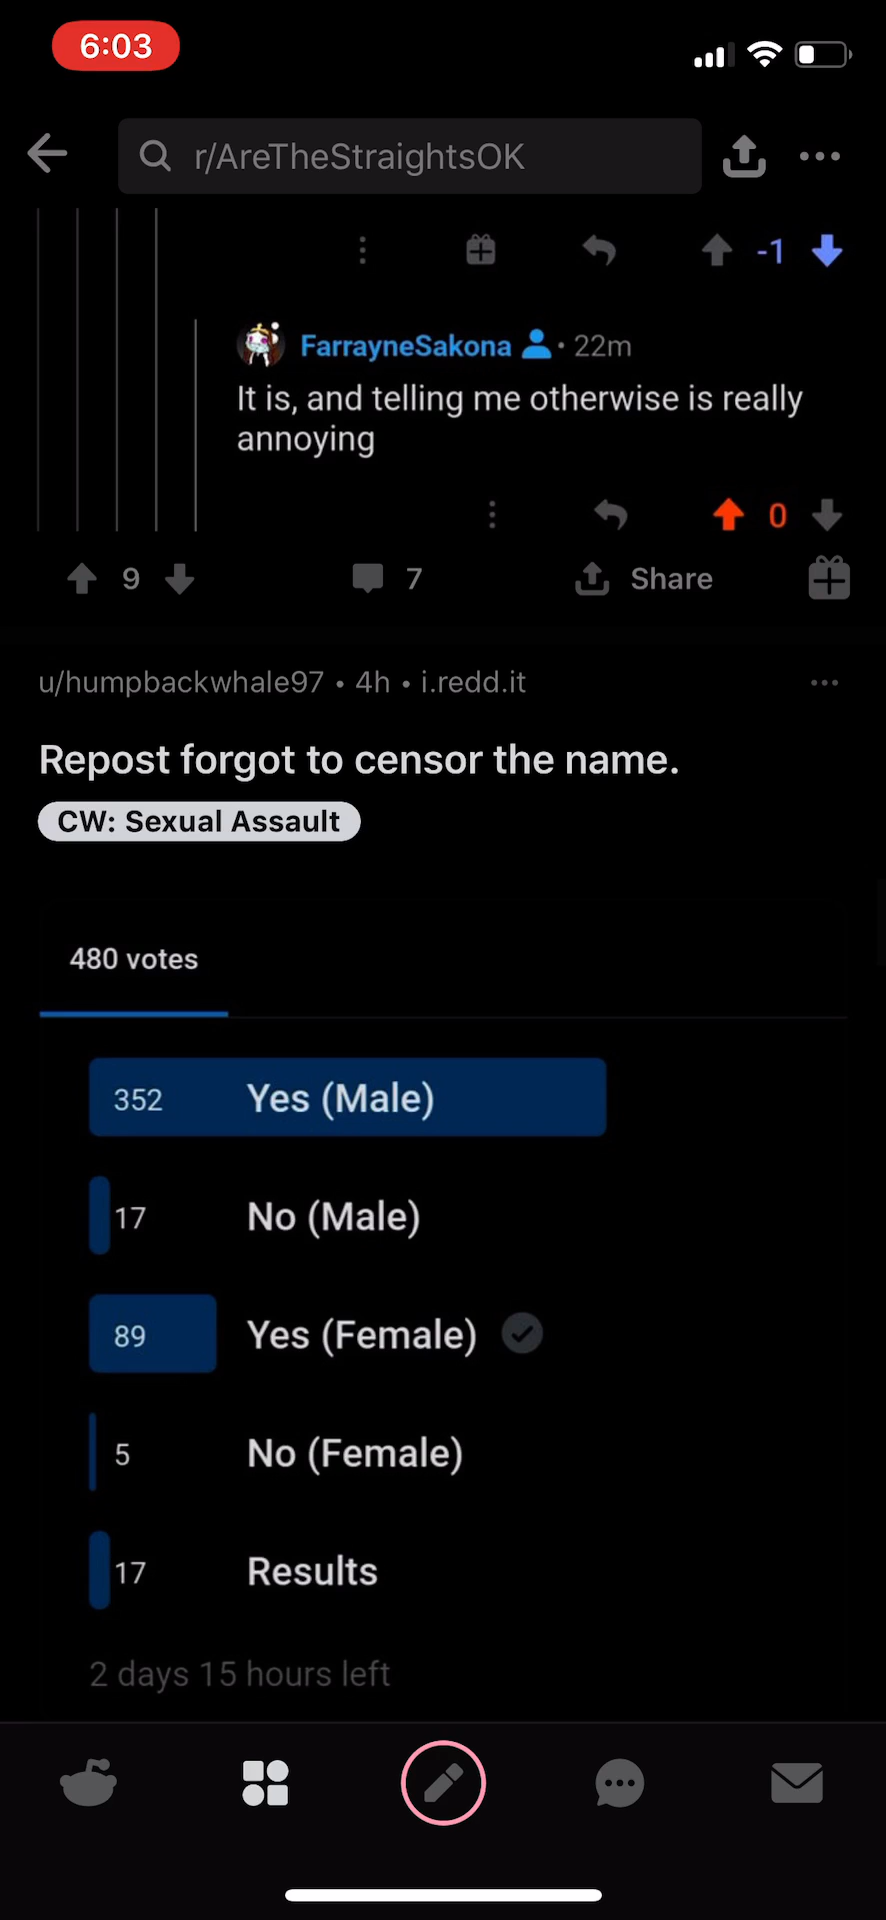 6:03
r/AreTheStraightsOK
-1
FarrayneSakona • 22m
It is, and telling me otherwise is really
annoying
0
9
7
Share
u/humpbackwhale97 • 4h • i.redd.it
Repost forgot to censor the name.
CW: Sexual Assault
480 votes
352 Yes (Male)
17 No (Male)
89 Yes (Female)
5 No (Female)
17 Results
2 days 15 hours left